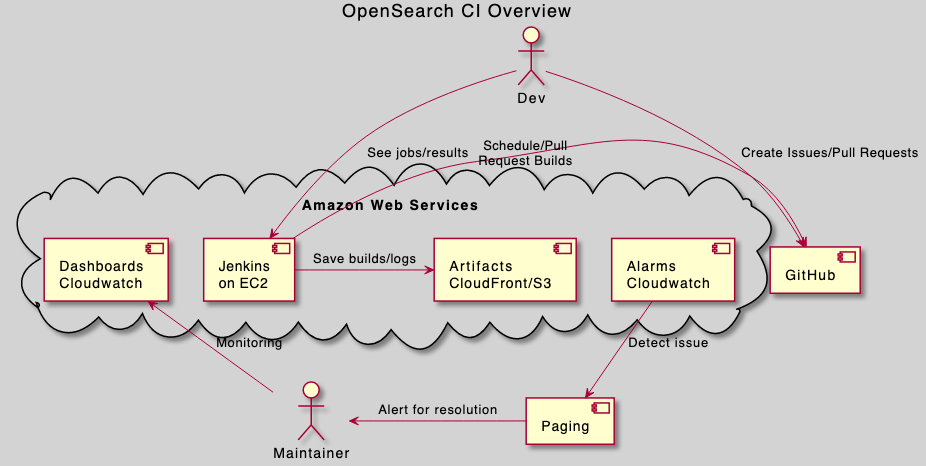 OpenSearch CI Overview
Dev
See jobs/results
Schedule/Pull
Request Builds
Create Issues/Pull Requests
Amazon Web Services
Dashboards
Cloudwatch
Jenkins
on EC2
Save builds/logs
Artifacts
CloudFront/S3
Alarms
Cloudwatch
GitHub
Monitoring
Detect issue
Maintainer
Alert for resolution
Paging